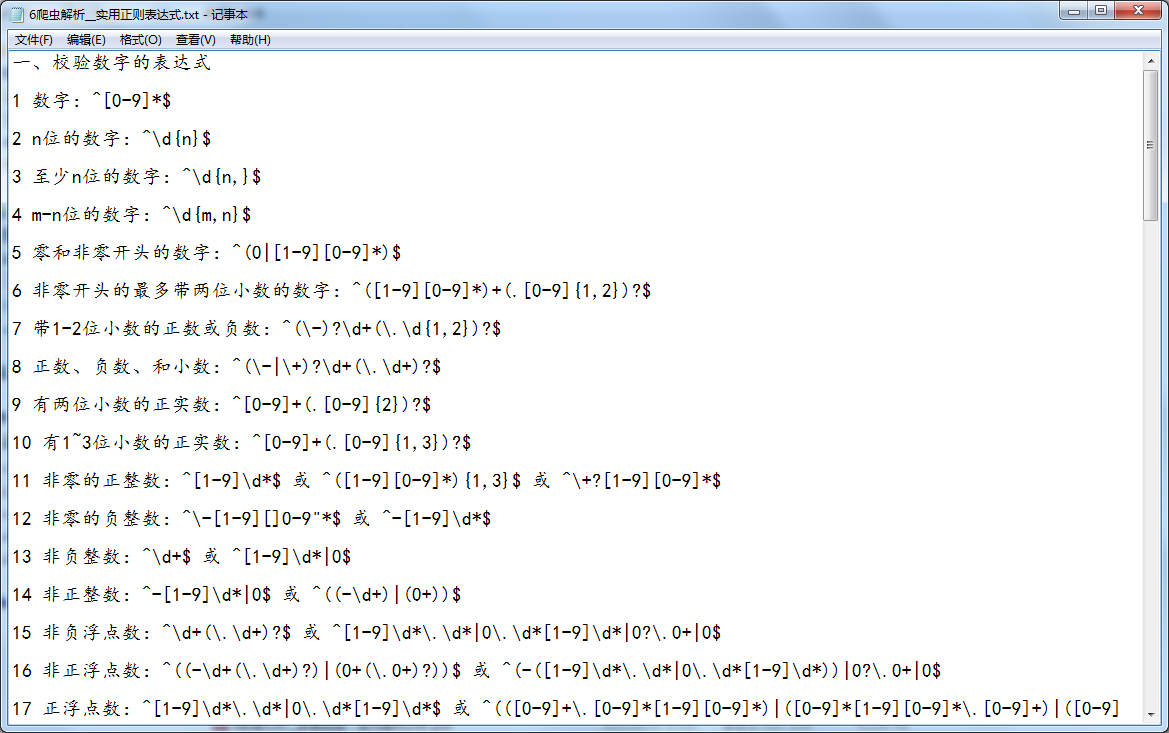 6爬虫解析__实用正则表达式.txt - 记事本
文件(F) 编辑(E) 格式(O) 查看(V) 帮助(H)
一、校验数字的表达式
1 数字：^[0-9]*$
2 n位的数字：^\d{n}$
3 至少n位的数字：^\d{n,}$
4 m-n位的数字：^\d{m,n}$
5 零和非零开头的数字：^(0|[1-9][0-9]*)$
6 非零开头的最多带两位小数的数字：^([1-9][0-9]*)+(.[0-9]{1,2})?$
7 带1-2位小数的正数或负数：^(\-)?\d+(\.\d{1,2})?$
8 正数、负数、和小数：^(\-|\+)?\d+(\.\d+)?$
9 有两位小数的正实数：^[0-9]+(.[0-9]{2})?$
10 有1~3位小数的正实数：^[0-9]+(.[0-9]{1,3})?$
11 非零的正整数：^[1-9]\d*$ 或 ^([1-9][0-9]*){1,3}$ 或 ^\+?[1-9][0-9]*$
12 非零的负整数：^\-[1-9][]0-9"*$ 或 ^-[1-9]\d*$
13 非负整数：^\d+$ 或 ^[1-9]\d*|0$
14 非正整数：^-[1-9]\d*|0$ 或 ^((-\d+)|(0+))$
15 非负浮点数：^\d+(\.\d+)?$ 或 ^[1-9]\d*\.\d*|0\.\d*[1-9]\d*|0?\.0+|0$
16 非正浮点数：^((-\d+(\.\d+)?)|(0+(\.0+)?))$ 或 ^(-([1-9]\d*\.\d*|0\.\d*[1-9]\d*))|0?\.0+|0$
17 正浮点数：^[1-9]\d*\.\d*|0\.\d*[1-9]\d*$ 或 ^(([0-9]+\.[0-9]*[1-9][0-9]*)|([0-9]*[1-9][0-9]*\.[0-9]+)|([0-9]